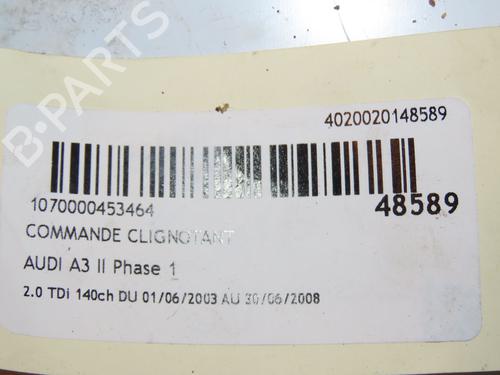 B-PARTS
4020020148589
1070000453464
48589
COMMANDE CLIGNOTANT
AUDI A3 II Phase 1
2.0 TDi 140ch DU 01/06/2003 AU 30/06/2008